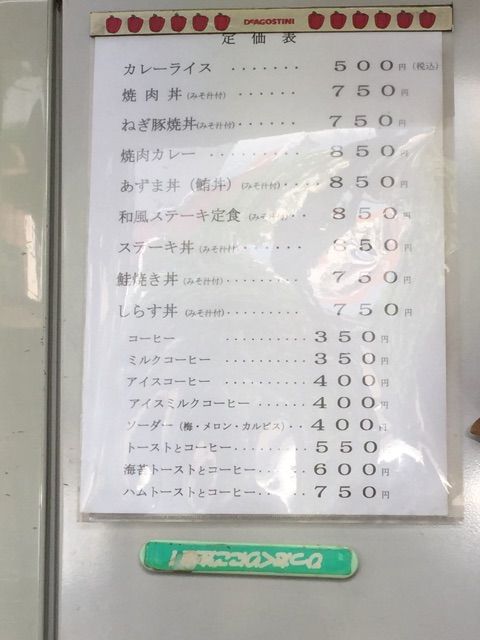 DeAGOSTINI
定価表
カレーライス ・・・・・・・ 500円(税込)
焼肉丼(みそ汁付)・・・・・・・ 750円
ねぎ豚焼丼(みそ汁付)・・・・・・ 750円
焼肉カレー ・・・・・・・・・ 850円
あずま丼(鮪丼)(みそ汁付)・・・・ 850円
和風ステーキ定食(みそ汁付)・・ 850円
ステーキ丼(みそ汁付)・・・・・・・ 850円
鮭焼き丼(みそ汁付)・・・・・・・・・ 750円
しらす丼(みそ汁付)・・・・・・・・・ 750円
コーヒー ・・・・・・・・・・350円
ミルクコーヒー ・・・・・・・・・350円
アイスコーヒー ・・・・・・・・・400円
アイスミルクコーヒー・・・・・・400円
ソーダー(梅・メロン・カルピス)・・400円
トーストとコーヒー・・・・・550円
海苔トーストとコーヒー・・・・・600円
ハムトーストとコーヒー・・・・・750円